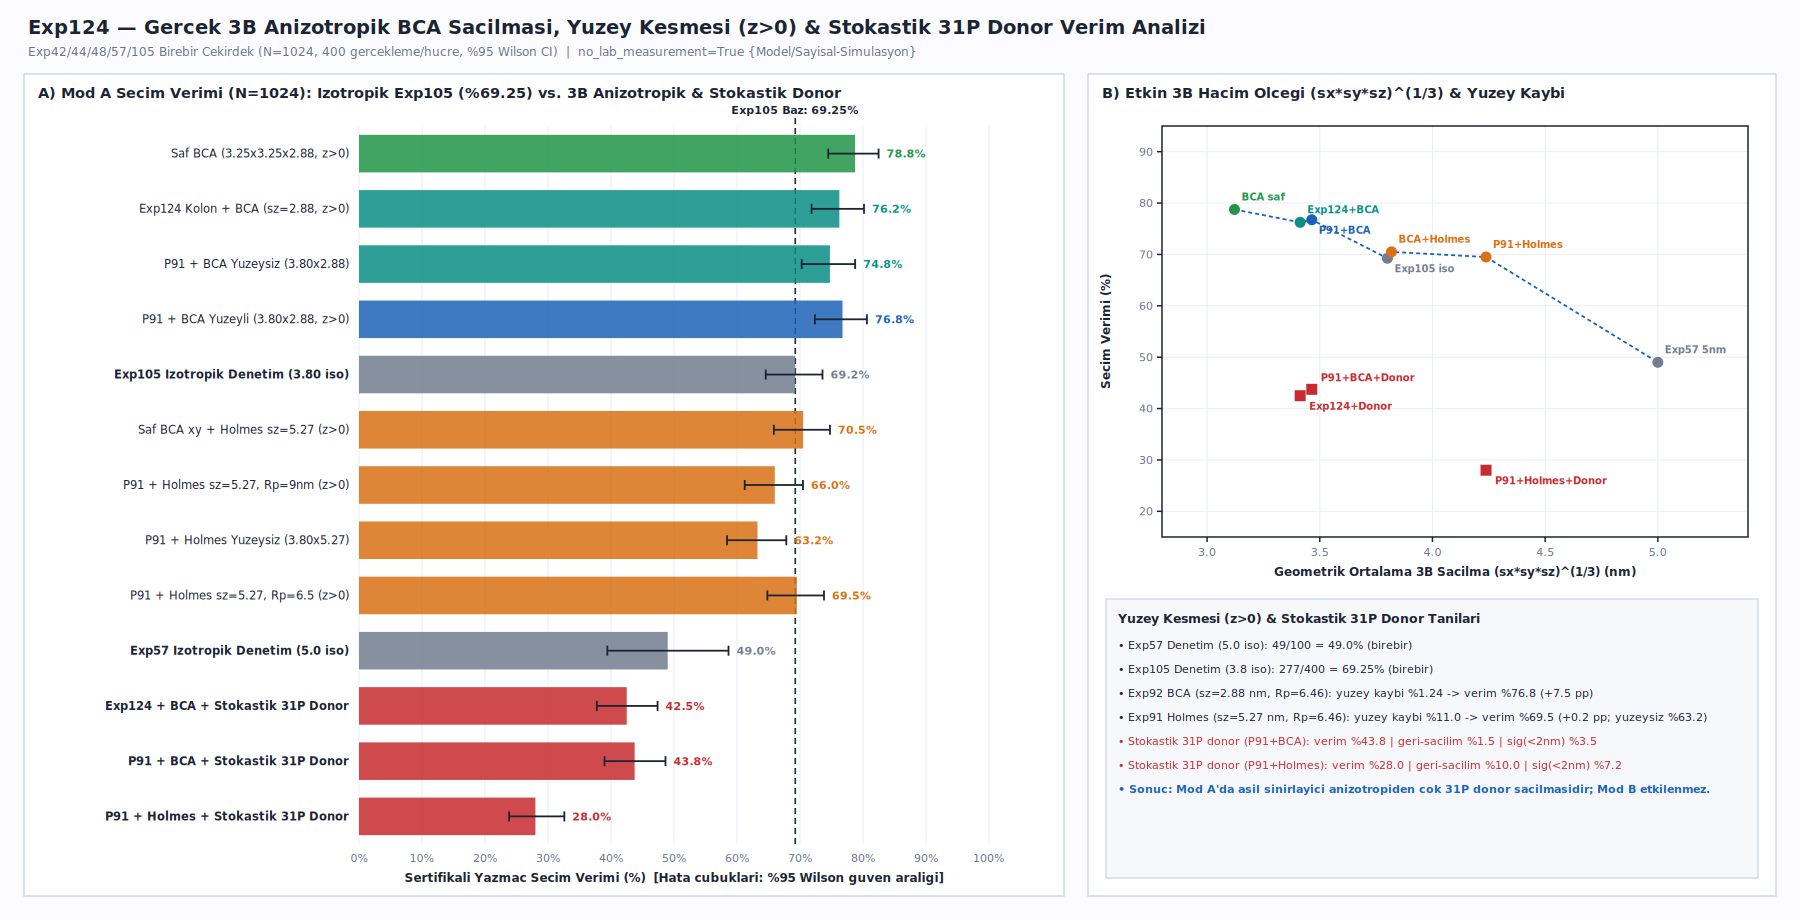 Exp124 — Gercek 3B Anizotropik BCA Sacilmasi, Yuzey Kesmesi (z>0) & Stokastik 31P Donor Verim Analizi
Exp42/44/48/57/105 Birebir Cekirdek (N=1024, 400 gercekleme/hucre, %95 Wilson CI)  |  no_lab_measurement=True {Model/Sayisal-Simulasyon}
A) Mod A Secim Verimi (N=1024): Izotropik Exp105 (%69.25) vs. 3B Anizotropik & Stokastik Donor
Exp105 Baz: 69.25%
Saf BCA (3.25x3.25x2.88, z>0)
78.8%
Exp124 Kolon + BCA (sz=2.88, z>0)
76.2%
P91 + BCA Yuzeysiz (3.80x2.88)
74.8%
P91 + BCA Yuzeyli (3.80x2.88, z>0)
76.8%
Exp105 Izotropik Denetim (3.80 iso)
69.2%
Saf BCA xy + Holmes sz=5.27 (z>0)
70.5%
P91 + Holmes sz=5.27, Rp=9nm (z>0)
66.0%
P91 + Holmes Yuzeysiz (3.80x5.27)
63.2%
P91 + Holmes sz=5.27, Rp=6.5 (z>0)
69.5%
Exp57 Izotropik Denetim (5.0 iso)
49.0%
Exp124 + BCA + Stokastik 31P Donor
42.5%
P91 + BCA + Stokastik 31P Donor
43.8%
P91 + Holmes + Stokastik 31P Donor
28.0%
0% 10% 20% 30% 40% 50% 60% 70% 80% 90% 100%
Sertifikali Yazmac Secim Verimi (%)  [Hata cubuklari: %95 Wilson guven araligi]
B) Etkin 3B Hacim Olcegi (sx*sy*sz)^(1/3) & Yuzey Kaybi
Secim Verimi (%)
90
80
70
60
50
40
30
20
BCA saf
Exp124+BCA
P91+BCA
BCA+Holmes
P91+Holmes
Exp105 iso
Exp57 5nm
P91+BCA+Donor
Exp124+Donor
P91+Holmes+Donor
3.0 3.5 4.0 4.5 5.0
Geometrik Ortalama 3B Sacilma (sx*sy*sz)^(1/3) (nm)
Yuzey Kesmesi (z>0) & Stokastik 31P Donor Tanilari
• Exp57 Denetim (5.0 iso): 49/100 = 49.0% (birebir)
• Exp105 Denetim (3.8 iso): 277/400 = 69.25% (birebir)
• Exp92 BCA (sz=2.88 nm, Rp=6.46): yuzey kaybi %1.24 -> verim %76.8 (+7.5 pp)
• Exp91 Holmes (sz=5.27 nm, Rp=6.46): yuzey kaybi %11.0 -> verim %69.5 (+0.2 pp; yuzeysiz %63.2)
• Stokastik 31P donor (P91+BCA): verim %43.8 | geri-sacilim %1.5 | sig(<2nm) %3.5
• Stokastik 31P donor (P91+Holmes): verim %28.0 | geri-sacilim %10.0 | sig(<2nm) %7.2
• Sonuc: Mod A'da asil sinirlayici anizotropiden cok 31P donor sacilmasidir; Mod B etkilenmez.